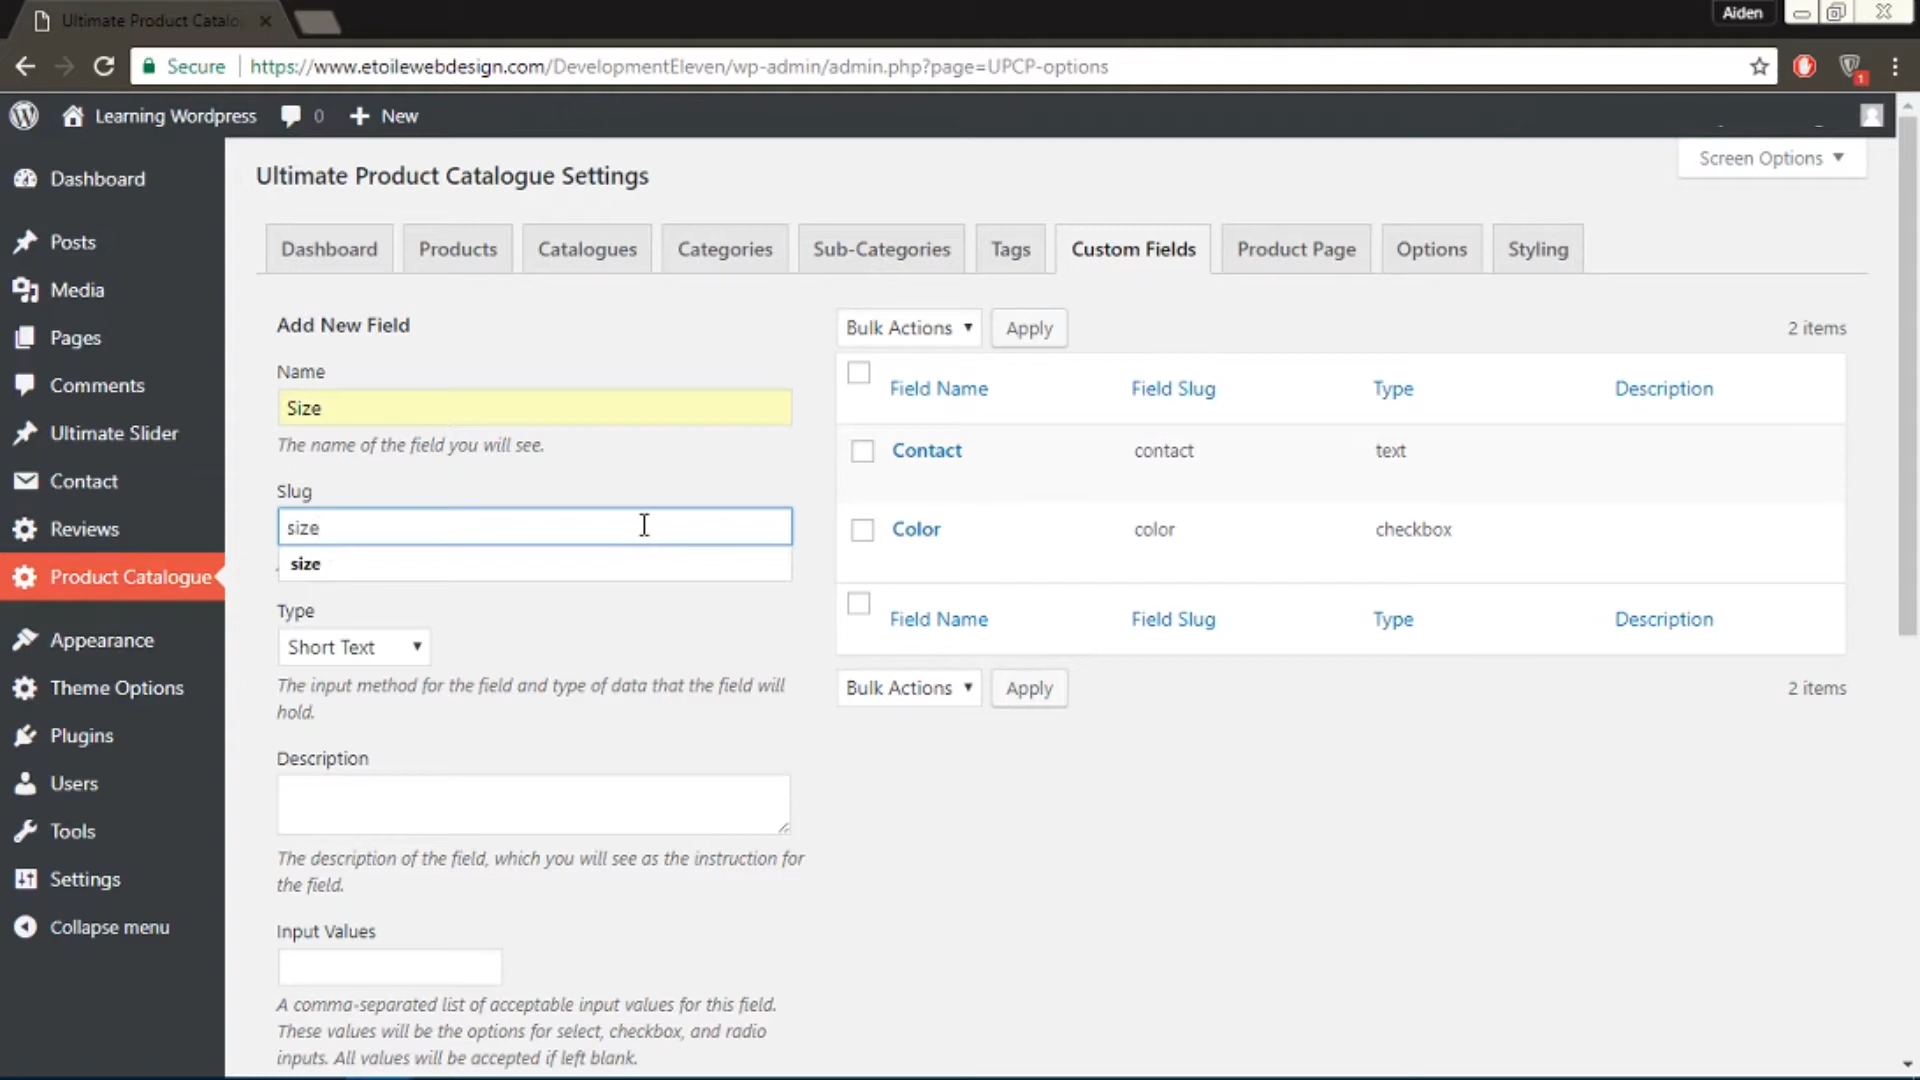 Ultimate Product Catalo
Aiden
Secure https://www.etoilewebdesign.com/DevelopmentEleven/wp-admin/admin.php?page=UPCP-options
1
Learning Wordpress 0 New
Screen Options
Dashboard
Posts
Media
Pages
Comments
Ultimate Slider
Contact
Reviews
Product Catalogue
Appearance
Theme Options
Plugins
Users
Tools
Settings
Collapse menu
Ultimate Product Catalogue Settings
Dashboard Products Catalogues Categories Sub-Categories Tags Custom Fields Product Page Options Styling
Add New Field
Name
Size
The name of the field you will see.
Slug
size
size
Type
Short Text
The input method for the field and type of data that the field will
hold.
Description
The description of the field, which you will see as the instruction for
the field.
Input Values
A comma-separated list of acceptable input values for this field.
These values will be the options for select, checkbox, and radio
inputs. All values will be accepted if left blank.
Bulk Actions Apply 2 items
Field Name Field Slug Type Description
Contact contact text
Color color checkbox
Field Name Field Slug Type Description
Bulk Actions Apply 2 items